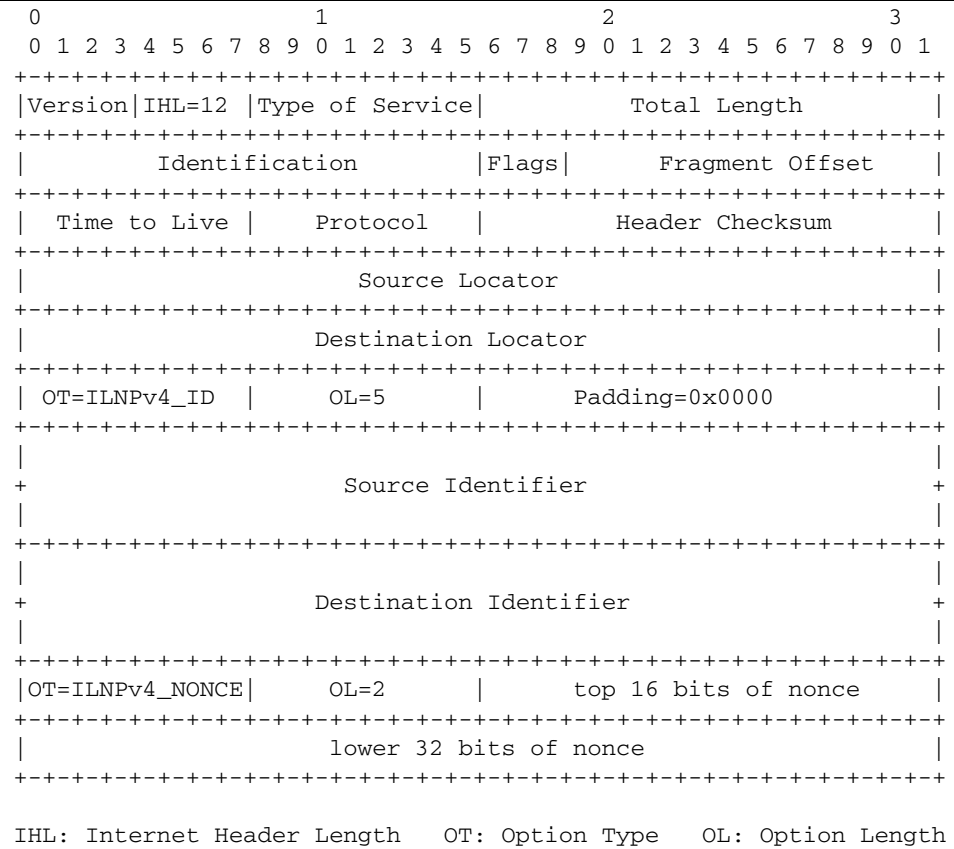 0                   1                   2                   3
 0 1 2 3 4 5 6 7 8 9 0 1 2 3 4 5 6 7 8 9 0 1 2 3 4 5 6 7 8 9 0 1
+-+-+-+-+-+-+-+-+-+-+-+-+-+-+-+-+-+-+-+-+-+-+-+-+-+-+-+-+-+-+-+-+
|Version|IHL=12 |Type of Service|          Total Length         |
+-+-+-+-+-+-+-+-+-+-+-+-+-+-+-+-+-+-+-+-+-+-+-+-+-+-+-+-+-+-+-+-+
|         Identification        |Flags|      Fragment Offset    |
+-+-+-+-+-+-+-+-+-+-+-+-+-+-+-+-+-+-+-+-+-+-+-+-+-+-+-+-+-+-+-+-+
|  Time to Live |    Protocol   |         Header Checksum       |
+-+-+-+-+-+-+-+-+-+-+-+-+-+-+-+-+-+-+-+-+-+-+-+-+-+-+-+-+-+-+-+-+
|                       Source Locator                          |
+-+-+-+-+-+-+-+-+-+-+-+-+-+-+-+-+-+-+-+-+-+-+-+-+-+-+-+-+-+-+-+-+
|                    Destination Locator                        |
+-+-+-+-+-+-+-+-+-+-+-+-+-+-+-+-+-+-+-+-+-+-+-+-+-+-+-+-+-+-+-+-+
| OT=ILNPv4_ID  |     OL=5      |      Padding=0x0000           |
+-+-+-+-+-+-+-+-+-+-+-+-+-+-+-+-+-+-+-+-+-+-+-+-+-+-+-+-+-+-+-+-+
|                                                               |
+                      Source Identifier                        +
|                                                               |
+-+-+-+-+-+-+-+-+-+-+-+-+-+-+-+-+-+-+-+-+-+-+-+-+-+-+-+-+-+-+-+-+
|                                                               |
+                    Destination Identifier                     +
|                                                               |
+-+-+-+-+-+-+-+-+-+-+-+-+-+-+-+-+-+-+-+-+-+-+-+-+-+-+-+-+-+-+-+-+
|OT=ILNPv4_NONCE|     OL=2      |      top 16 bits of nonce     |
+-+-+-+-+-+-+-+-+-+-+-+-+-+-+-+-+-+-+-+-+-+-+-+-+-+-+-+-+-+-+-+-+
|                     lower 32 bits of nonce                    |
+-+-+-+-+-+-+-+-+-+-+-+-+-+-+-+-+-+-+-+-+-+-+-+-+-+-+-+-+-+-+-+-+
IHL: Internet Header Length   OT: Option Type   OL: Option Length